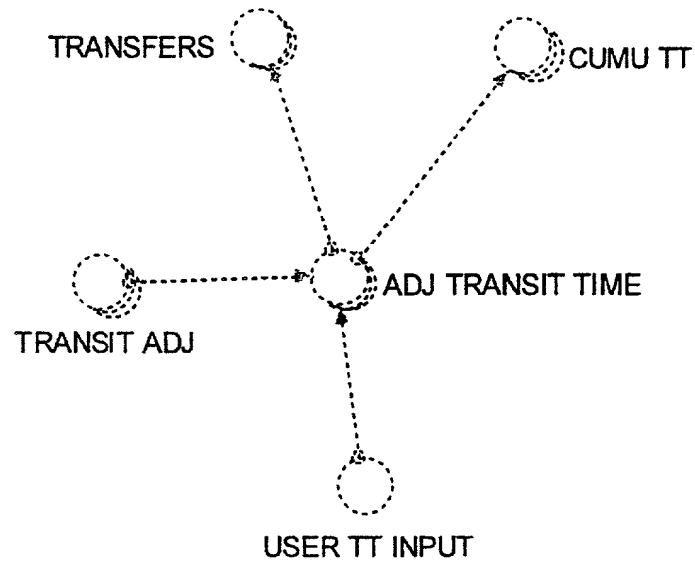 TRANSFERS
CUMU TT
ADJ TRANSIT TIME
TRANSIT ADJ
USER TT INPUT